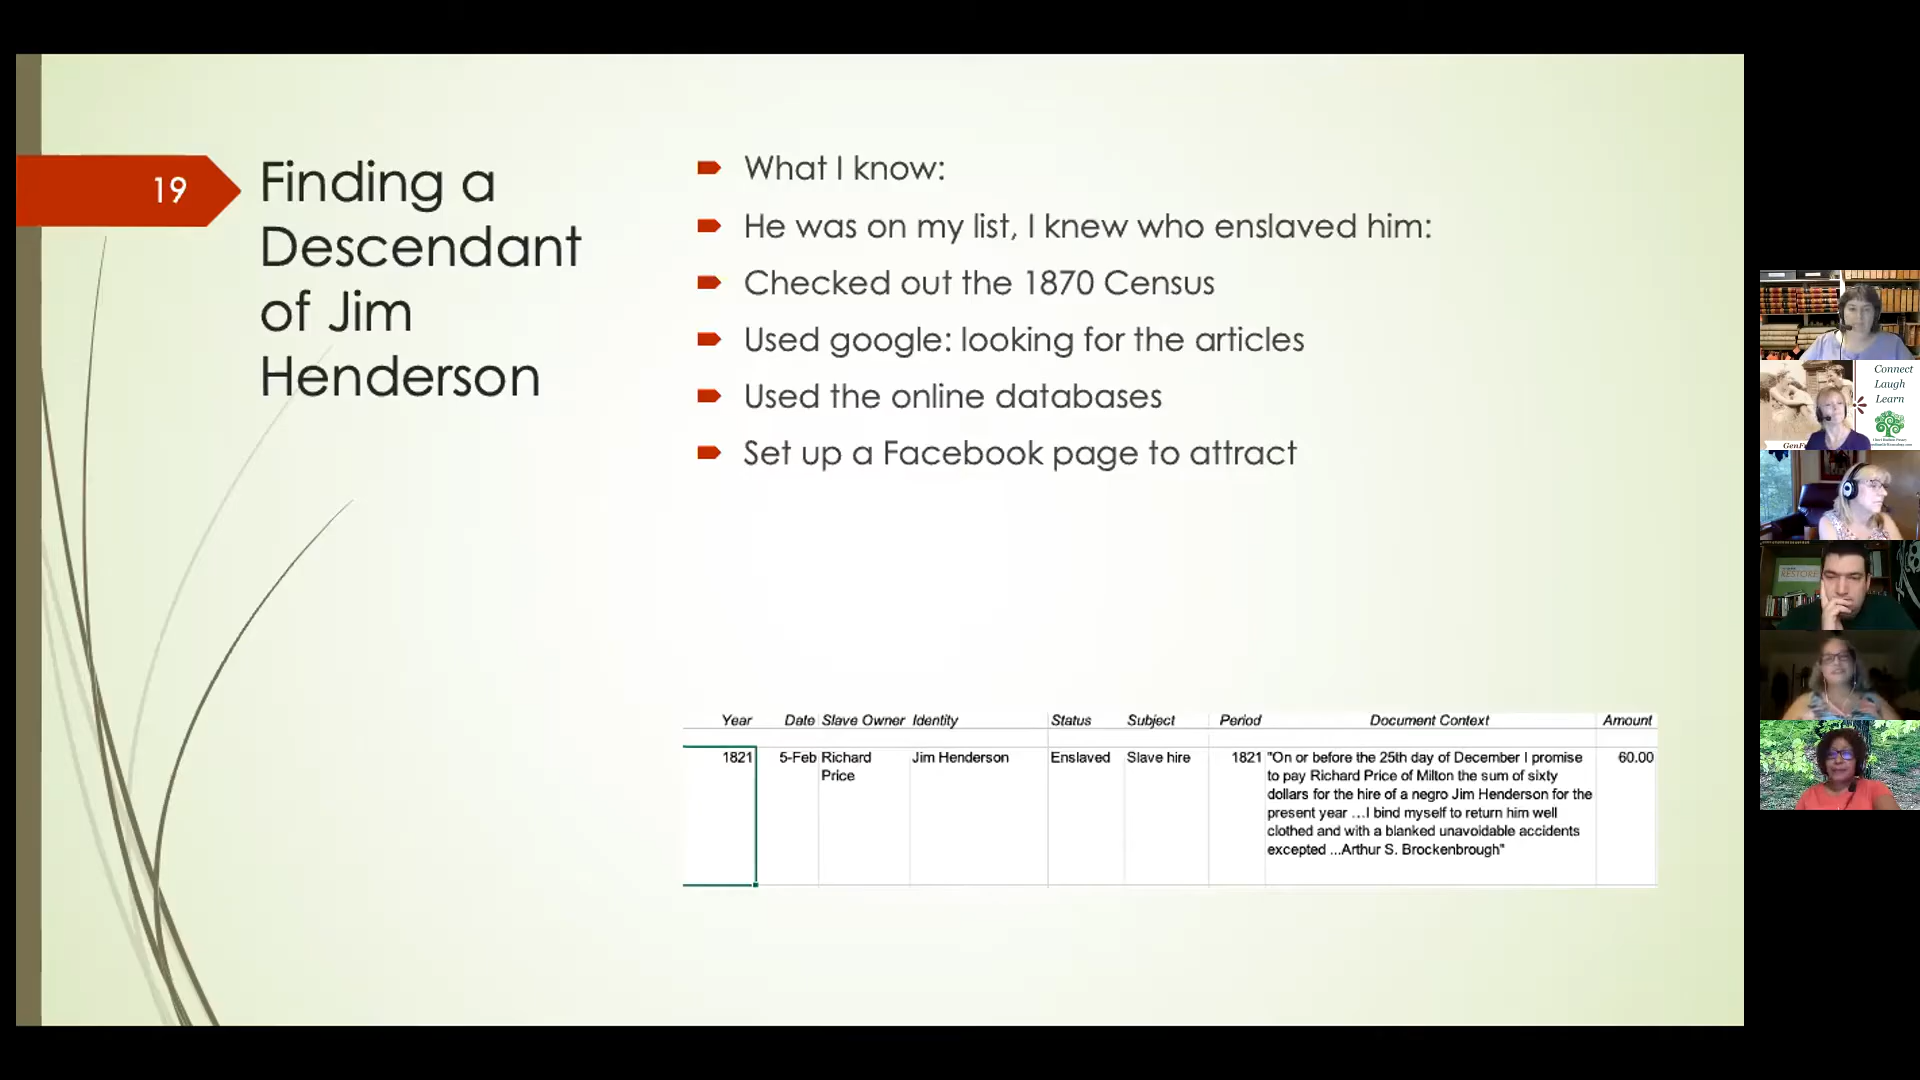 19
Finding a
Descendant
of Jim
Henderson
What I know:
He was on my list, I knew who enslaved him:
Checked out the 1870 Census
Used google: looking for the articles
Used the online databases
Set up a Facebook page to attract
Year Date Slave Owner Identity Status Subject Period Document Context Amount
1821 5-Feb Richard Price Jim Henderson Enslaved Slave hire 1821 "On or before the 25th day of December I promise 60.00
to pay Richard Price of Milton the sum of sixty
dollars for the hire of a negro Jim Henderson for the
present year ...I bind myself to return him well
clothed and with a blanked unavoidable accidents
excepted ...Arthur S. Brockenbrough"
Connect
Laugh
Learn
RESTORE